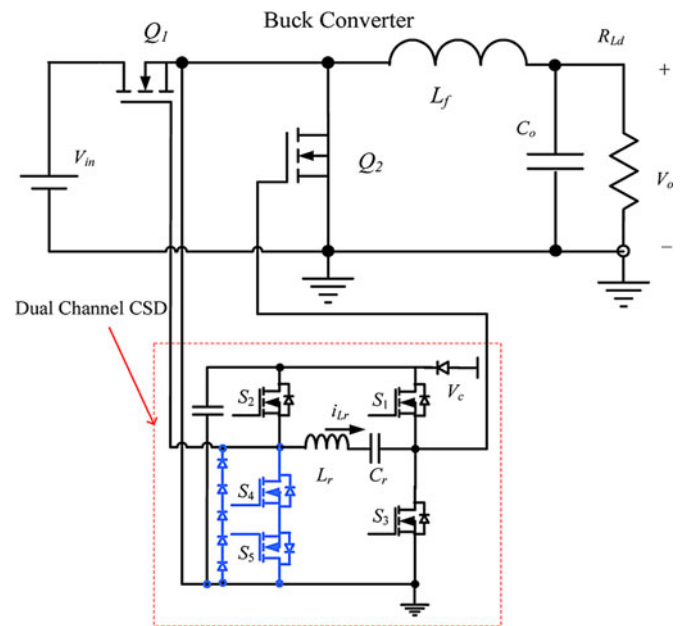 Buck Converter
Q1
RLd
+
Lf
Co
Vin
Q2
Vo
−
Dual Channel CSD
Vc
S2
S1
iLr
Lr
Cr
S4
S3
S5